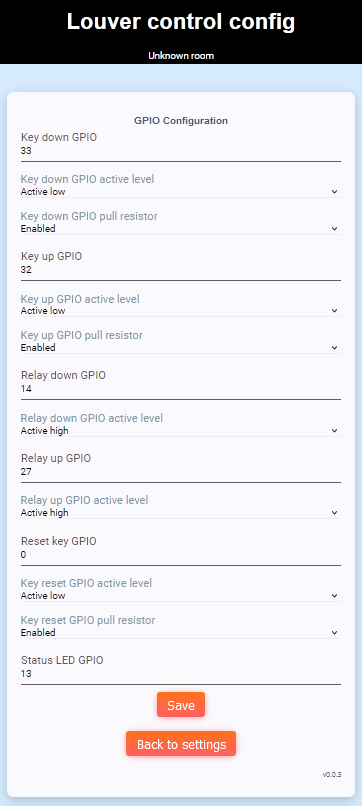 Louver control config
Unknown room
GPIO Configuration
Key down GPIO
33
Key down GPIO active level
Active low
Key down GPIO pull resistor
Enabled
Key up GPIO
32
Key up GPIO active level
Active low
Key up GPIO pull resistor
Enabled
Relay down GPIO
14
Relay down GPIO active level
Active high
Relay up GPIO
27
Relay up GPIO active level
Active high
Reset key GPIO
0
Key reset GPIO active level
Active low
Key reset GPIO pull resistor
Enabled
Status LED GPIO
13
Save
Back to settings
v0.0.3